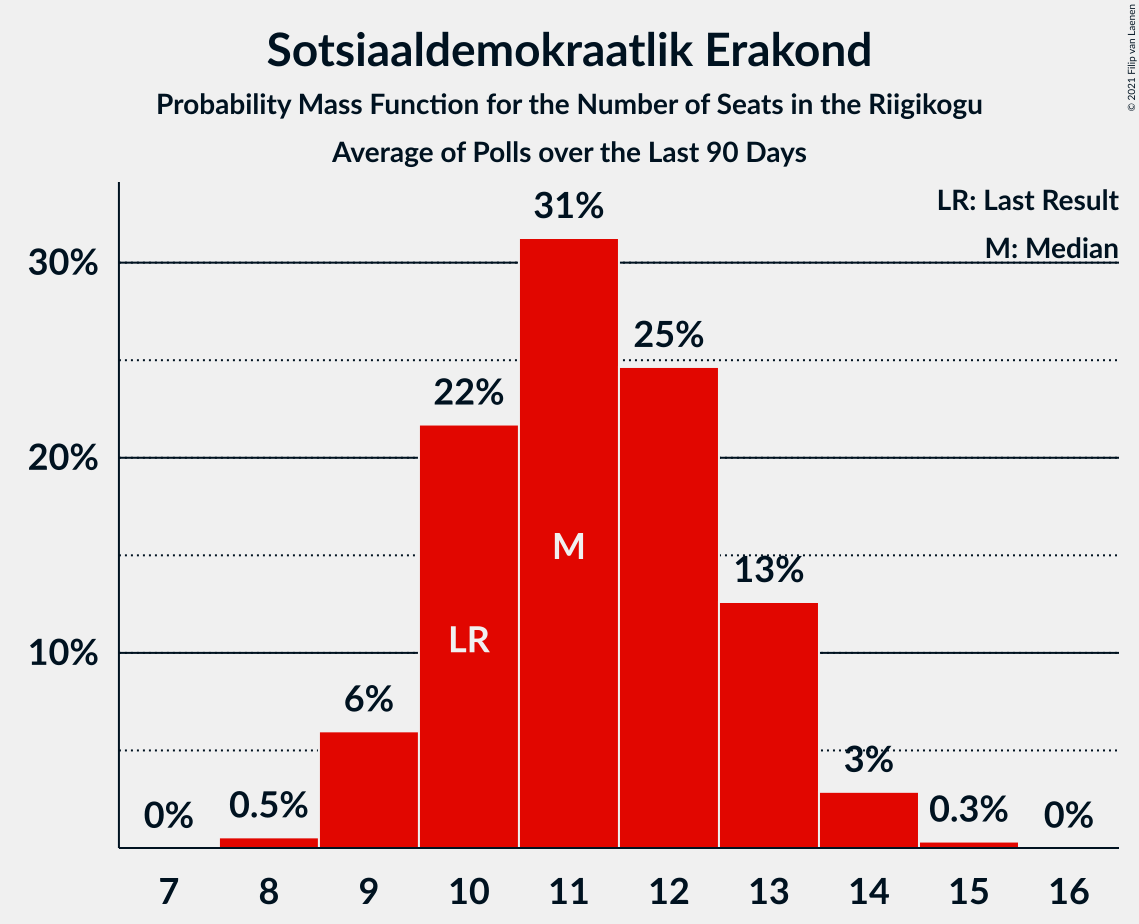 Sotsiaaldemokraatlik Erakond
Probability Mass Function for the Number of Seats in the Riigikogu
Average of Polls over the Last 90 Days
© 2021 Filip van Laenen
LR: Last Result
M: Median
30%
20%
10%
0%
0.5%
6%
22%
31%
25%
13%
3%
0.3%
0%
LR
M
7 8 9 10 11 12 13 14 15 16